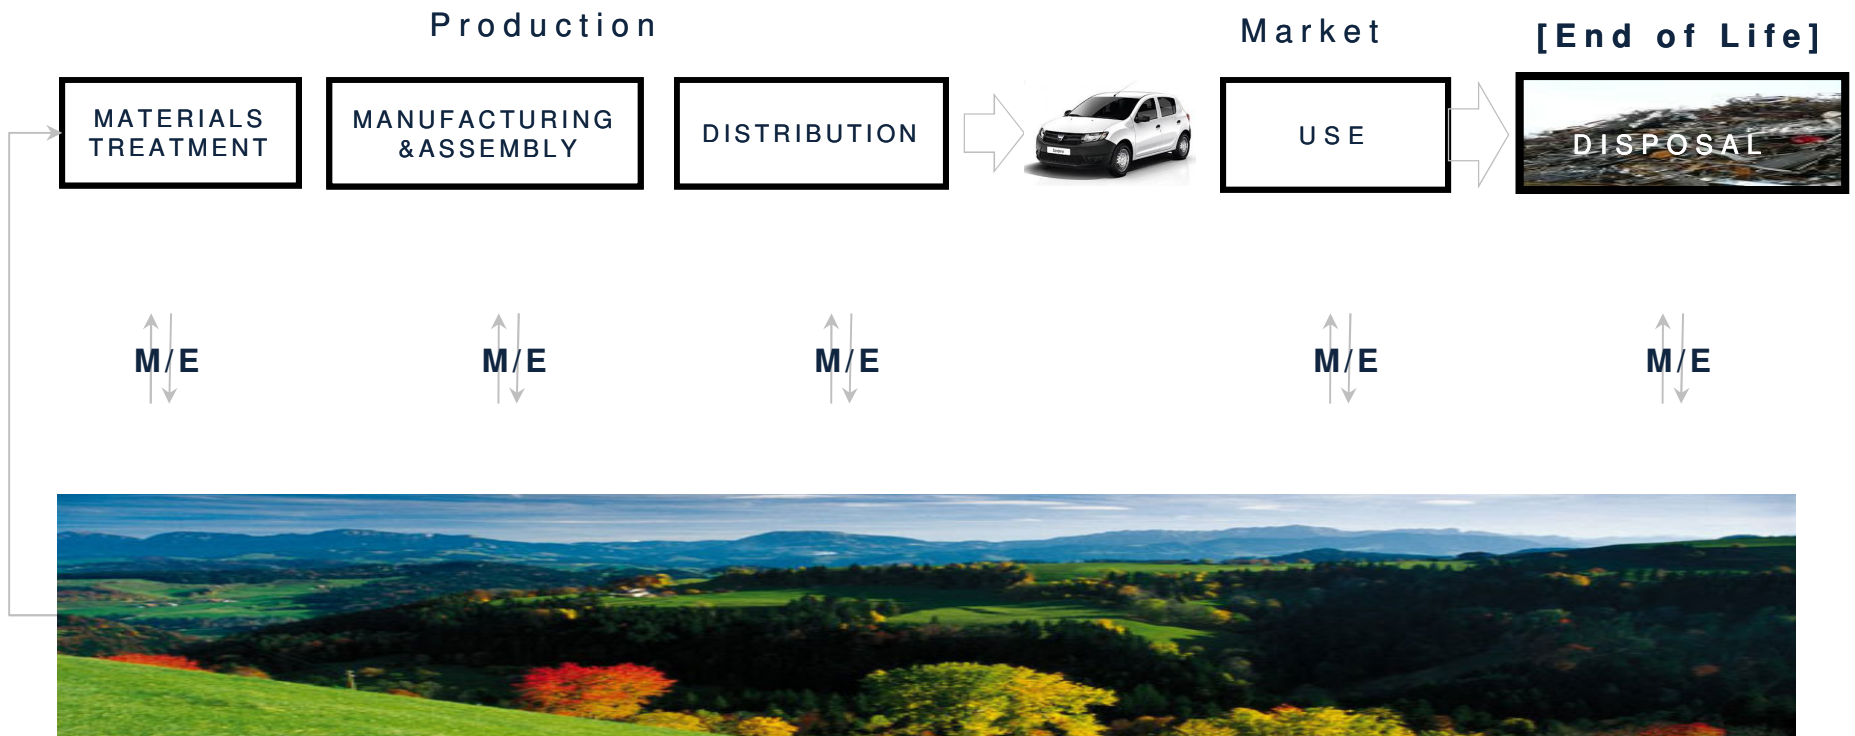 Production
Market
[End of Life]
MATERIALS
TREATMENT
MANUFACTURING
&ASSEMBLY
DISTRIBUTION
USE
DISPOSAL
M/E
M/E
M/E
M/E
M/E